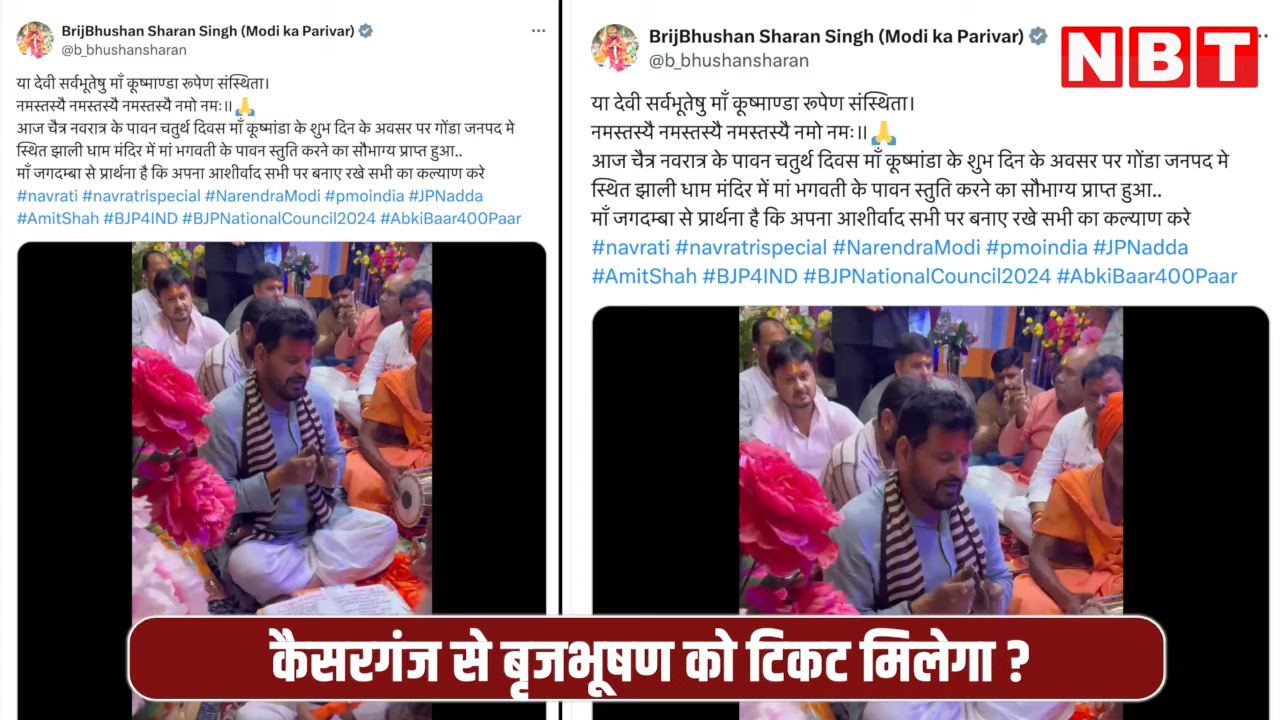 BrijBhushan Sharan Singh (Modi ka Parivar)
@b_bhushansharan
या देवी सर्वभूतेषु माँ कूष्माण्डा रूपेण संस्थिता।
नमस्तस्यै नमस्तस्यै नमस्तस्यै नमो नमः॥🙏
आज चैत्र नवरात्र के पावन चतुर्थ दिवस माँ कूष्मांडा के शुभ दिन के अवसर पर गोंडा जनपद मे
स्थित झाली धाम मंदिर में मां भगवती के पावन स्तुति करने का सौभाग्य प्राप्त हुआ..
माँ जगदम्बा से प्रार्थना है कि अपना आशीर्वाद सभी पर बनाए रखे सभी का कल्याण करे
#navrati #navratrispecial #NarendraModi #pmoindia #JPNadda
#AmitShah #BJP4IND #BJPNationalCouncil2024 #AbkiBaar400Paar
BrijBhushan Sharan Singh (Modi ka Parivar)
@b_bhushansharan
NBT
या देवी सर्वभूतेषु माँ कूष्माण्डा रूपेण संस्थिता।
नमस्तस्यै नमस्तस्यै नमस्तस्यै नमो नमः॥🙏
आज चैत्र नवरात्र के पावन चतुर्थ दिवस माँ कूष्मांडा के शुभ दिन के अवसर पर गोंडा जनपद मे
स्थित झाली धाम मंदिर में मां भगवती के पावन स्तुति करने का सौभाग्य प्राप्त हुआ..
माँ जगदम्बा से प्रार्थना है कि अपना आशीर्वाद सभी पर बनाए रखे सभी का कल्याण करे
#navrati #navratrispecial #NarendraModi #pmoindia #JPNadda
#AmitShah #BJP4IND #BJPNationalCouncil2024 #AbkiBaar400Paar
कैसरगंज से बृजभूषण को टिकट मिलेगा ?